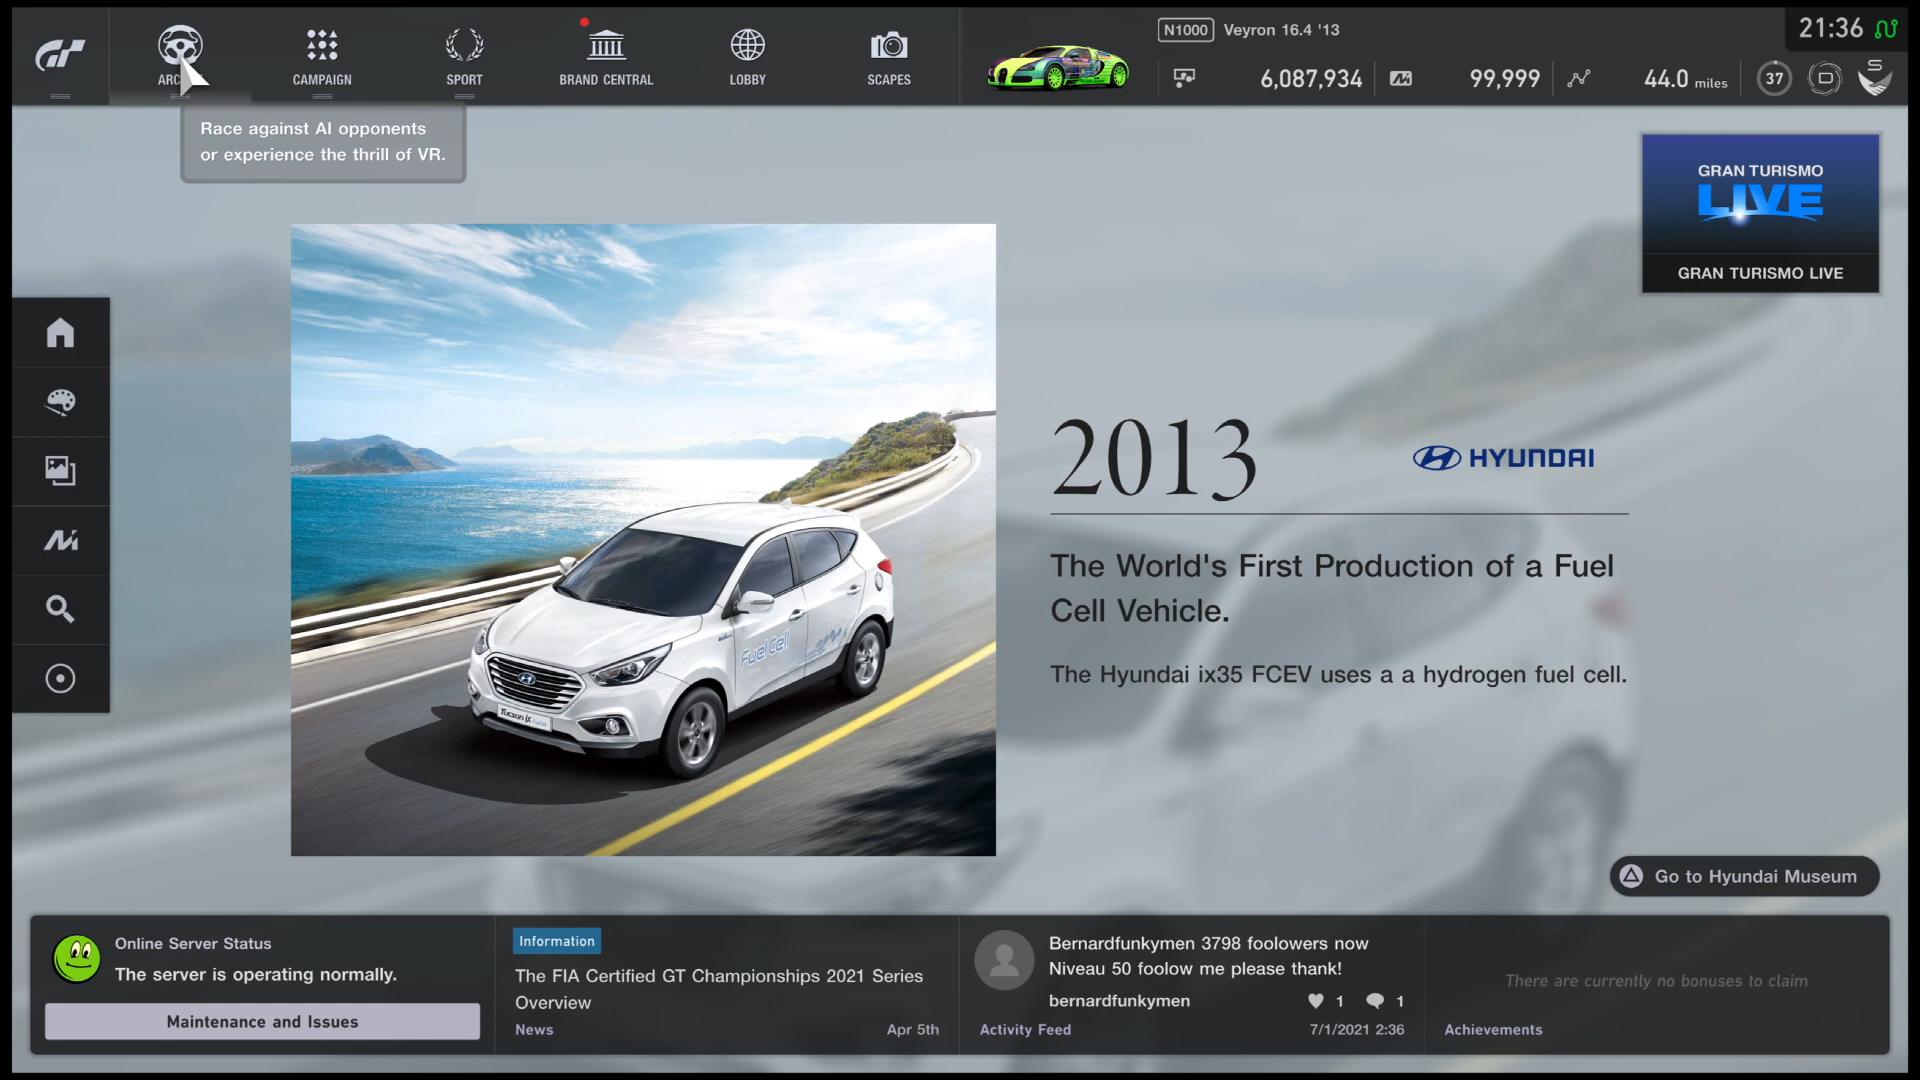 21:36
ARC
CAMPAIGN
SPORT
BRAND CENTRAL
LOBBY
SCAPES
N1000 Veyron 16.4 '13
6,087,934
99,999
44.0 miles
37
D
S
Race against AI opponents
or experience the thrill of VR.
GRAN TURISMO
LIVE
GRAN TURISMO LIVE
2013
HYUNDAI
The World's First Production of a Fuel
Cell Vehicle.
The Hyundai ix35 FCEV uses a a hydrogen fuel cell.
Fuel Cell
Tucson ix
Go to Hyundai Museum
Online Server Status
The server is operating normally.
Maintenance and Issues
Information
The FIA Certified GT Championships 2021 Series
Overview
News
Apr 5th
Bernardfunkymen 3798 foolowers now
Niveau 50 foolow me please thank!
bernardfunkymen
1
1
Activity Feed
7/1/2021 2:36
There are currently no bonuses to claim
Achievements